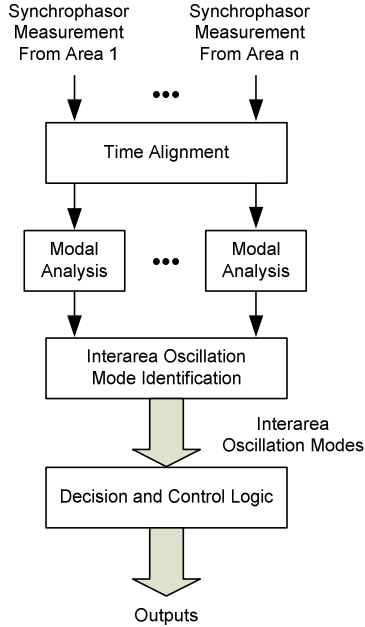 Synchrophasor
Measurement
From Area 1
Synchrophasor
Measurement
From Area n
•••
Time Alignment
Modal
Analysis
•••
Modal
Analysis
Interarea Oscillation
Mode Identification
Interarea
Oscillation Modes
Decision and Control Logic
Outputs